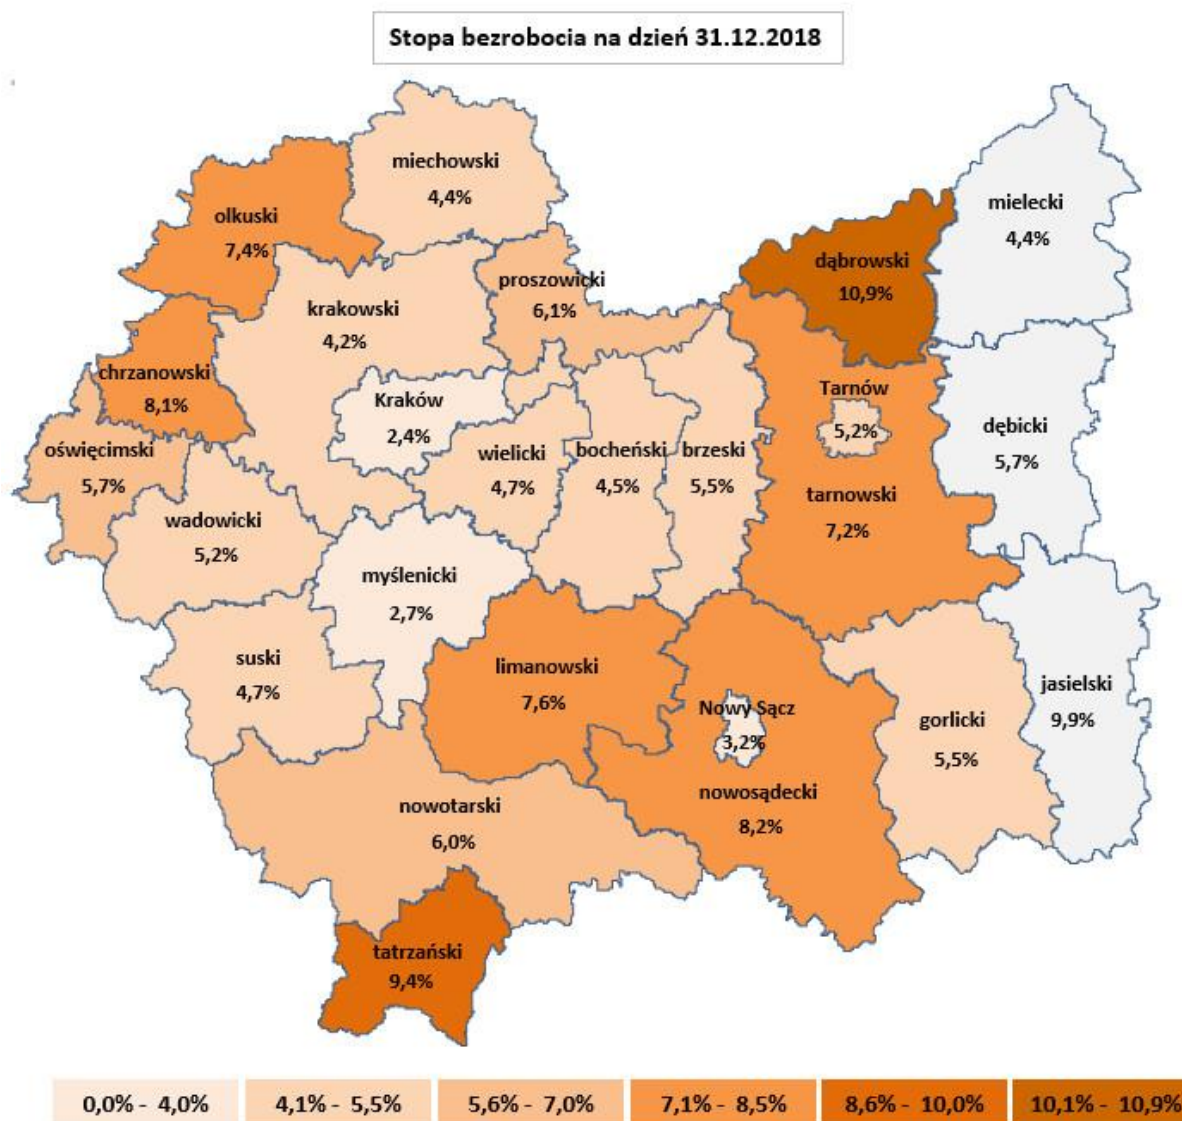 Stopa bezrobocia na dzień 31.12.2018
miechowski
4,4%
olkuski
7,4%
mielecki
4,4%
dąbrowski
10,9%
proszowicki
6,1%
krakowski
4,2%
chrzanowski
8,1%
Kraków
2,4%
Tarnów
5,2%
oświęcimski
5,7%
wielicki
4,7%
bocheński
4,5%
brzeski
5,5%
dębicki
5,7%
tarnowski
7,2%
wadowicki
5,2%
myślenicki
2,7%
suski
4,7%
limanowski
7,6%
Nowy Sącz
3,2%
jasielski
9,9%
gorlicki
5,5%
nowosądecki
8,2%
nowotarski
6,0%
tatrzański
9,4%
0,0% - 4,0% 4,1% - 5,5% 5,6% - 7,0% 7,1% - 8,5% 8,6% - 10,0% 10,1% - 10,9%